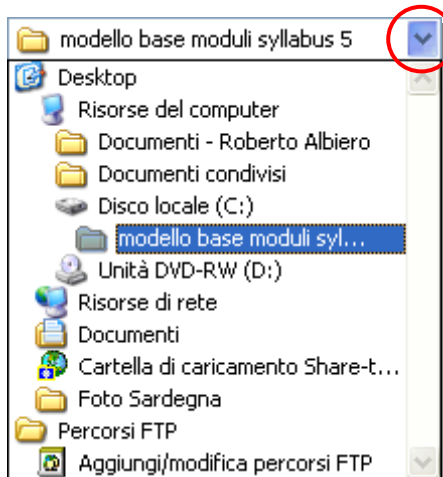 modello base moduli syllabus 5
Desktop
Risorse del computer
Documenti - Roberto Albiero
Documenti condivisi
Disco locale (C:)
modello base moduli syl...
Unità DVD-RW (D:)
Risorse di rete
Documenti
Cartella di caricamento Share-t...
Foto Sardegna
Percorsi FTP
Aggiungi/modifica percorsi FTP